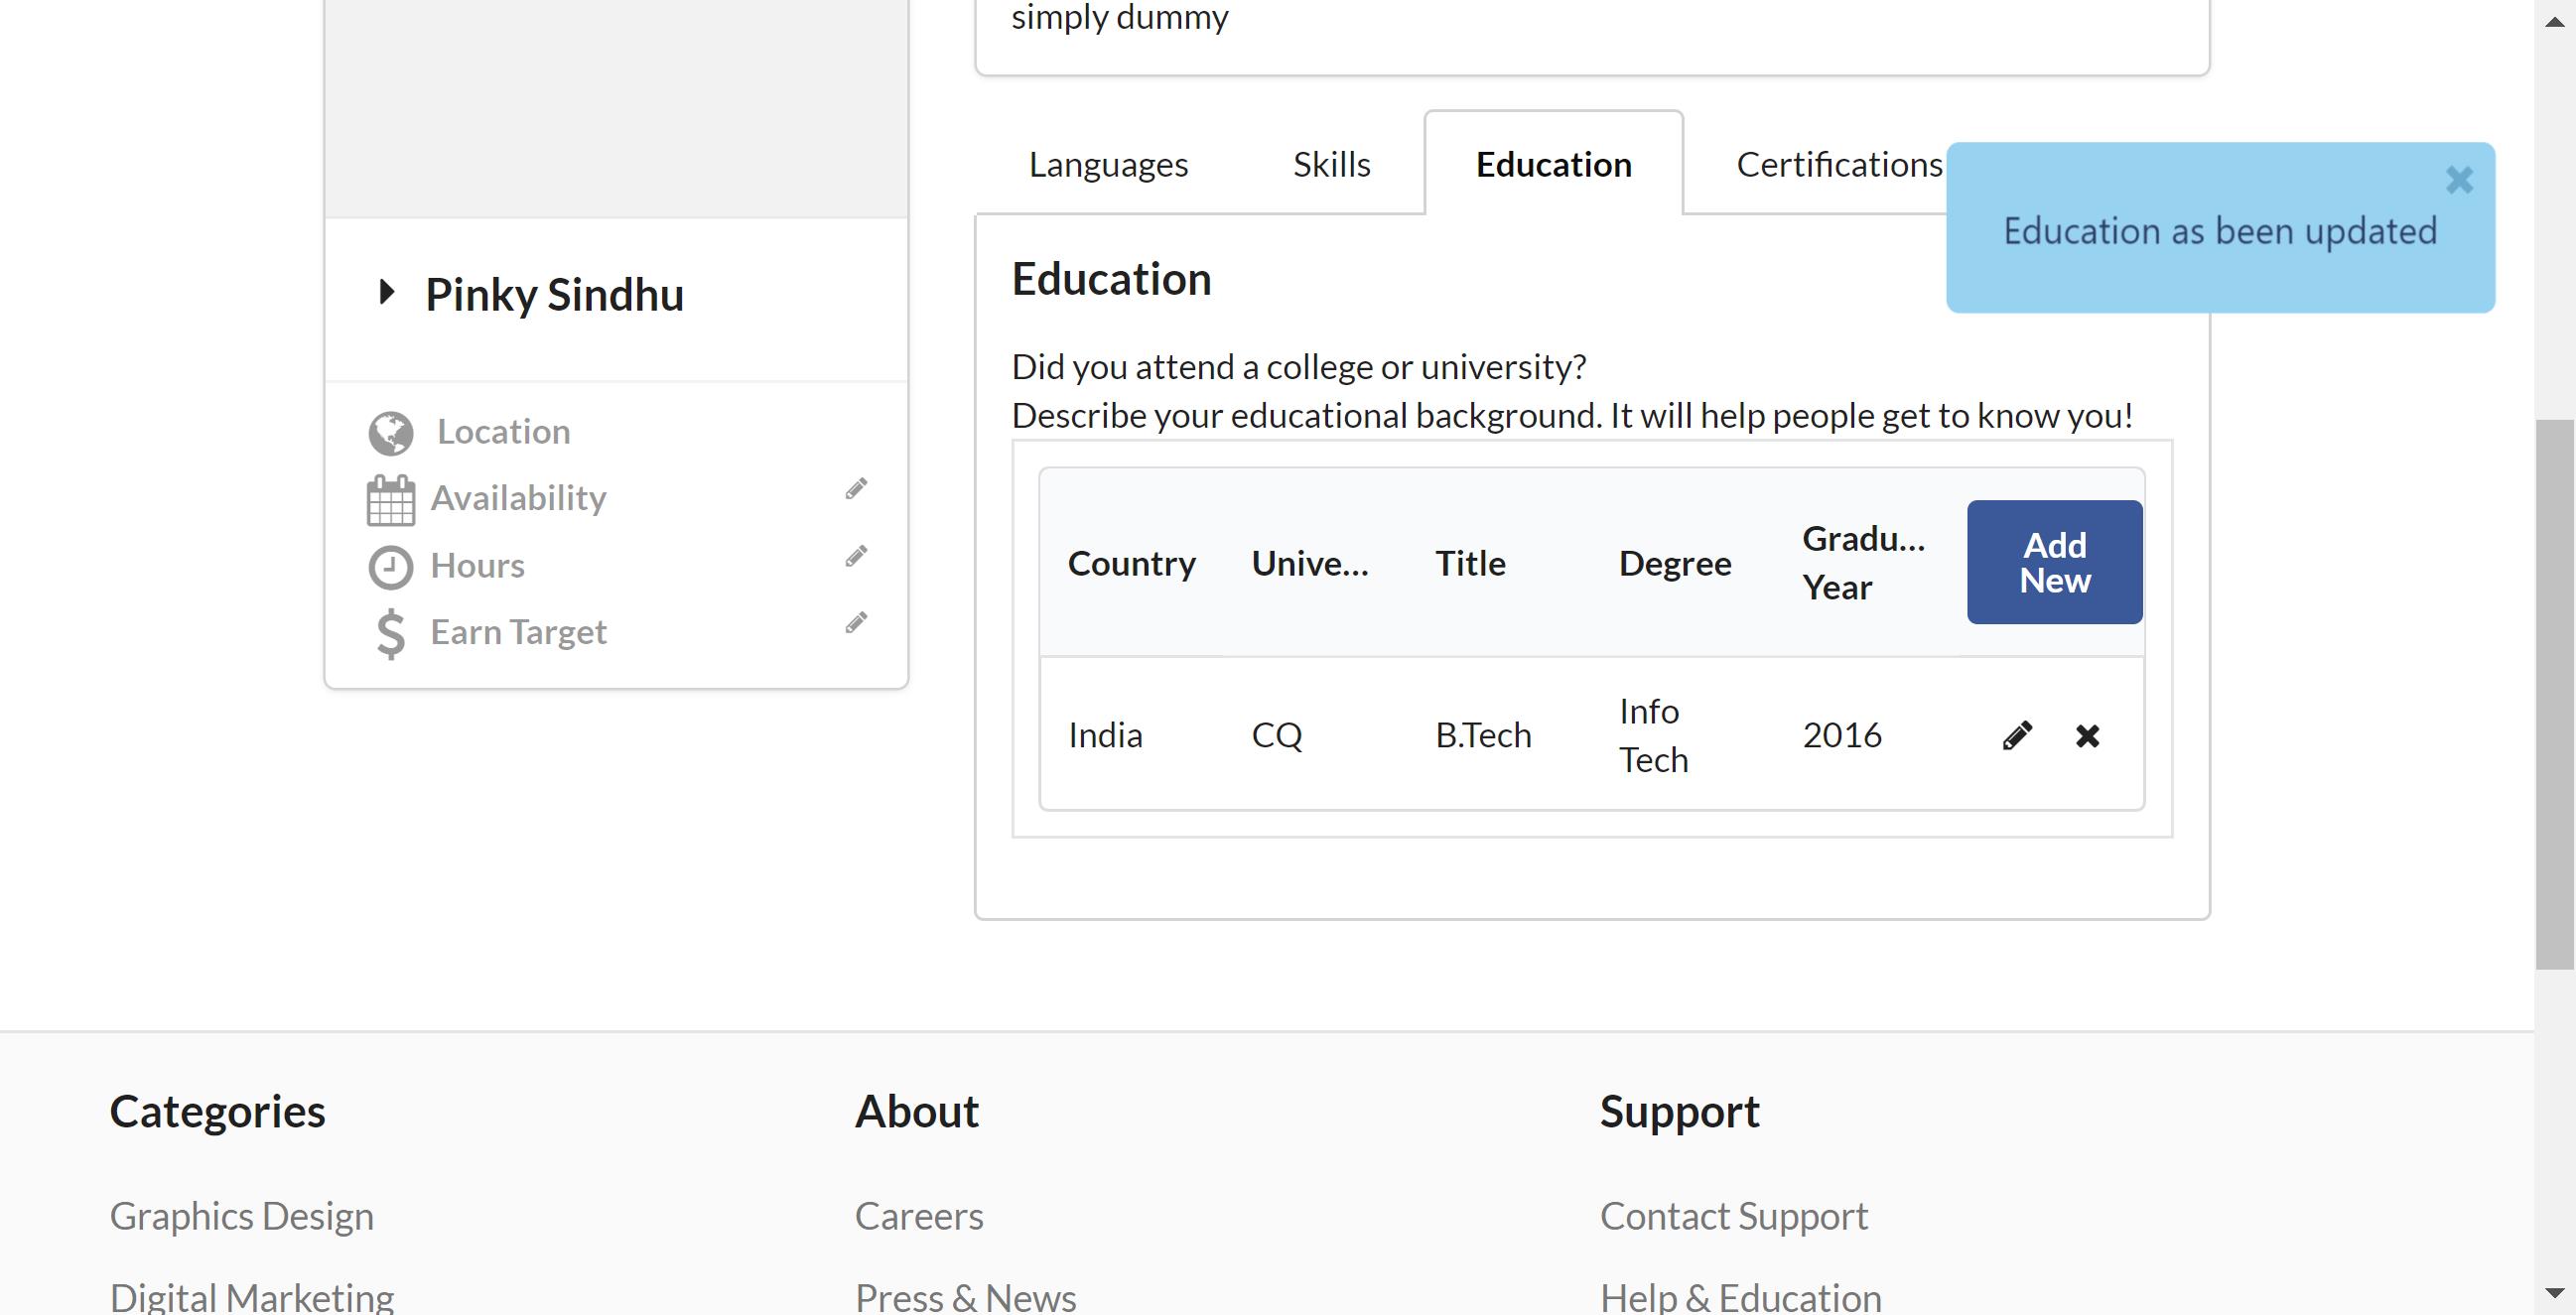 simply dummy
Languages
Skills
Education
Certifications
Education as been updated
Education
Did you attend a college or university?
Describe your educational background. It will help people get to know you!
Country
Unive...
Title
Degree
Gradu...
Year
Add
New
India
CQ
B.Tech
Info
Tech
2016
Pinky Sindhu
Location
Availability
Hours
Earn Target
Categories
Graphics Design
Digital Marketing
About
Careers
Press & News
Support
Contact Support
Help & Education